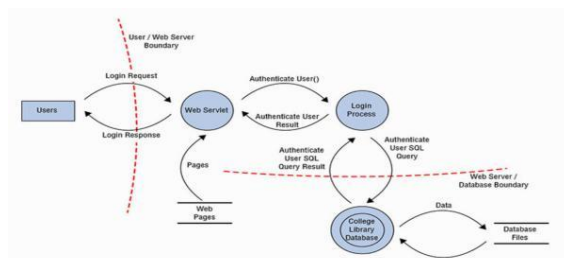 User / Web Server
Boundary
Login Request
Users
Login Response
Web Servlet
Authenticate User()
Authenticate User
Result
Login
Process
Pages
Web
Pages
Authenticate
User SQL
Query Result
Authenticate
User SQL
Query
Web Server /
Database Boundary
College
Library
Database
Data
Database
Files